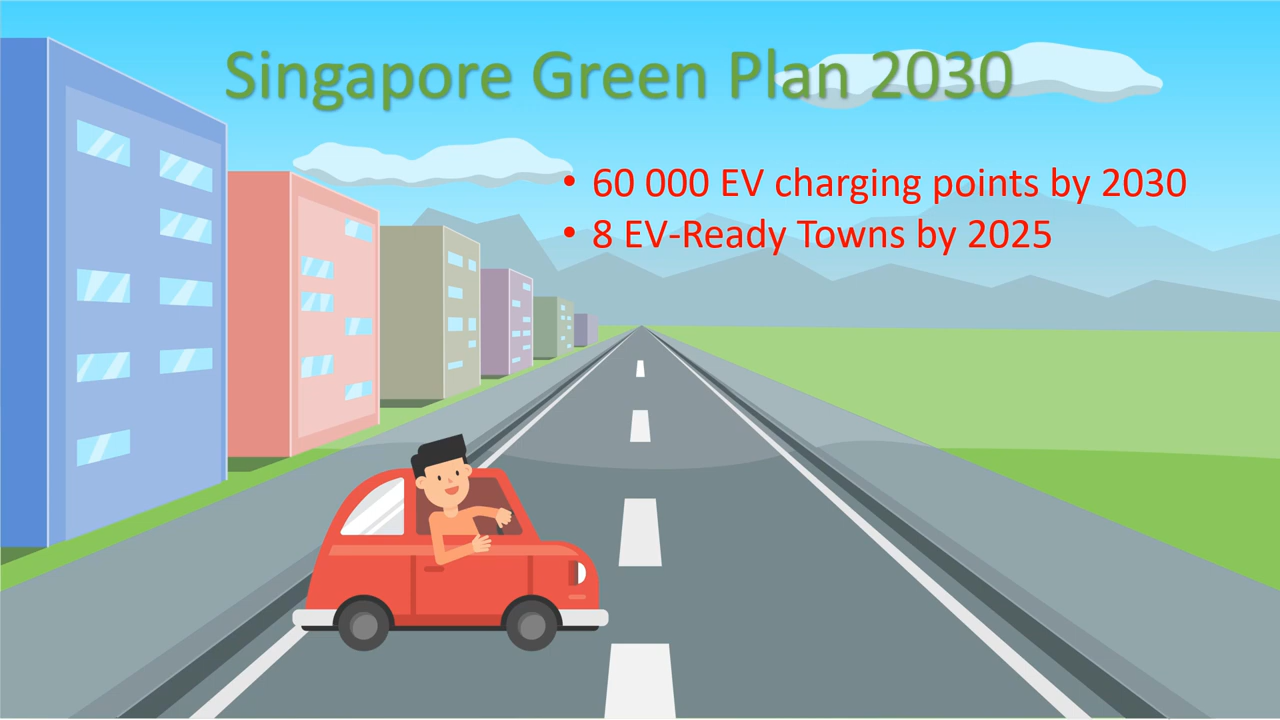 Singapore Green Plan 2030
• 60 000 EV charging points by 2030
• 8 EV-Ready Towns by 2025